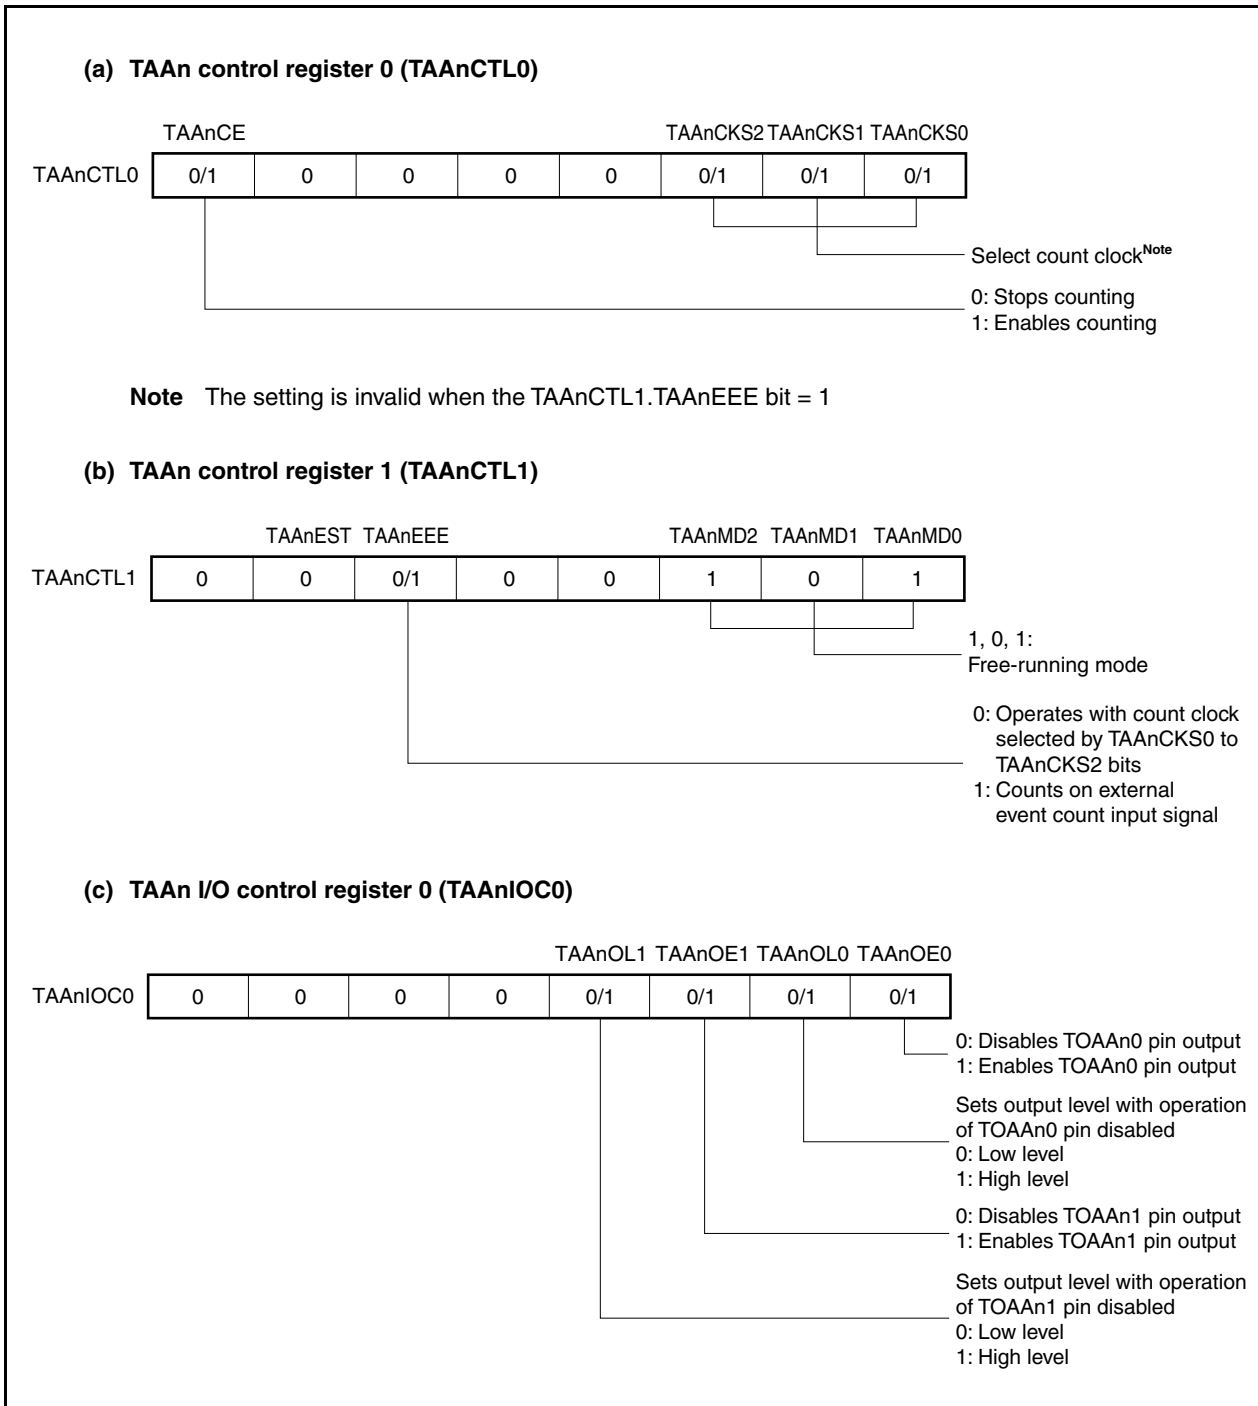 (a) TAAn control register 0 (TAAnCTL0)
TAAnCE TAAnCKS2 TAAnCKS1 TAAnCKS0
TAAnCTL0 0/1 0 0 0 0 0/1 0/1 0/1
Select count clockNote
0: Stops counting
1: Enables counting
Note The setting is invalid when the TAAnCTL1.TAAnEEE bit = 1
(b) TAAn control register 1 (TAAnCTL1)
TAAnEST TAAnEEE TAAnMD2 TAAnMD1 TAAnMD0
TAAnCTL1 0 0 0/1 0 0 1 0 1
1, 0, 1:
Free-running mode
0: Operates with count clock
selected by TAAnCKS0 to
TAAnCKS2 bits
1: Counts on external
event count input signal
(c) TAAn I/O control register 0 (TAAnIOC0)
TAAnOL1 TAAnOE1 TAAnOL0 TAAnOE0
TAAnIOC0 0 0 0 0 0/1 0/1 0/1 0/1
0: Disables TOAAn0 pin output
1: Enables TOAAn0 pin output
Sets output level with operation
of TOAAn0 pin disabled
0: Low level
1: High level
0: Disables TOAAn1 pin output
1: Enables TOAAn1 pin output
Sets output level with operation
of TOAAn1 pin disabled
0: Low level
1: High level